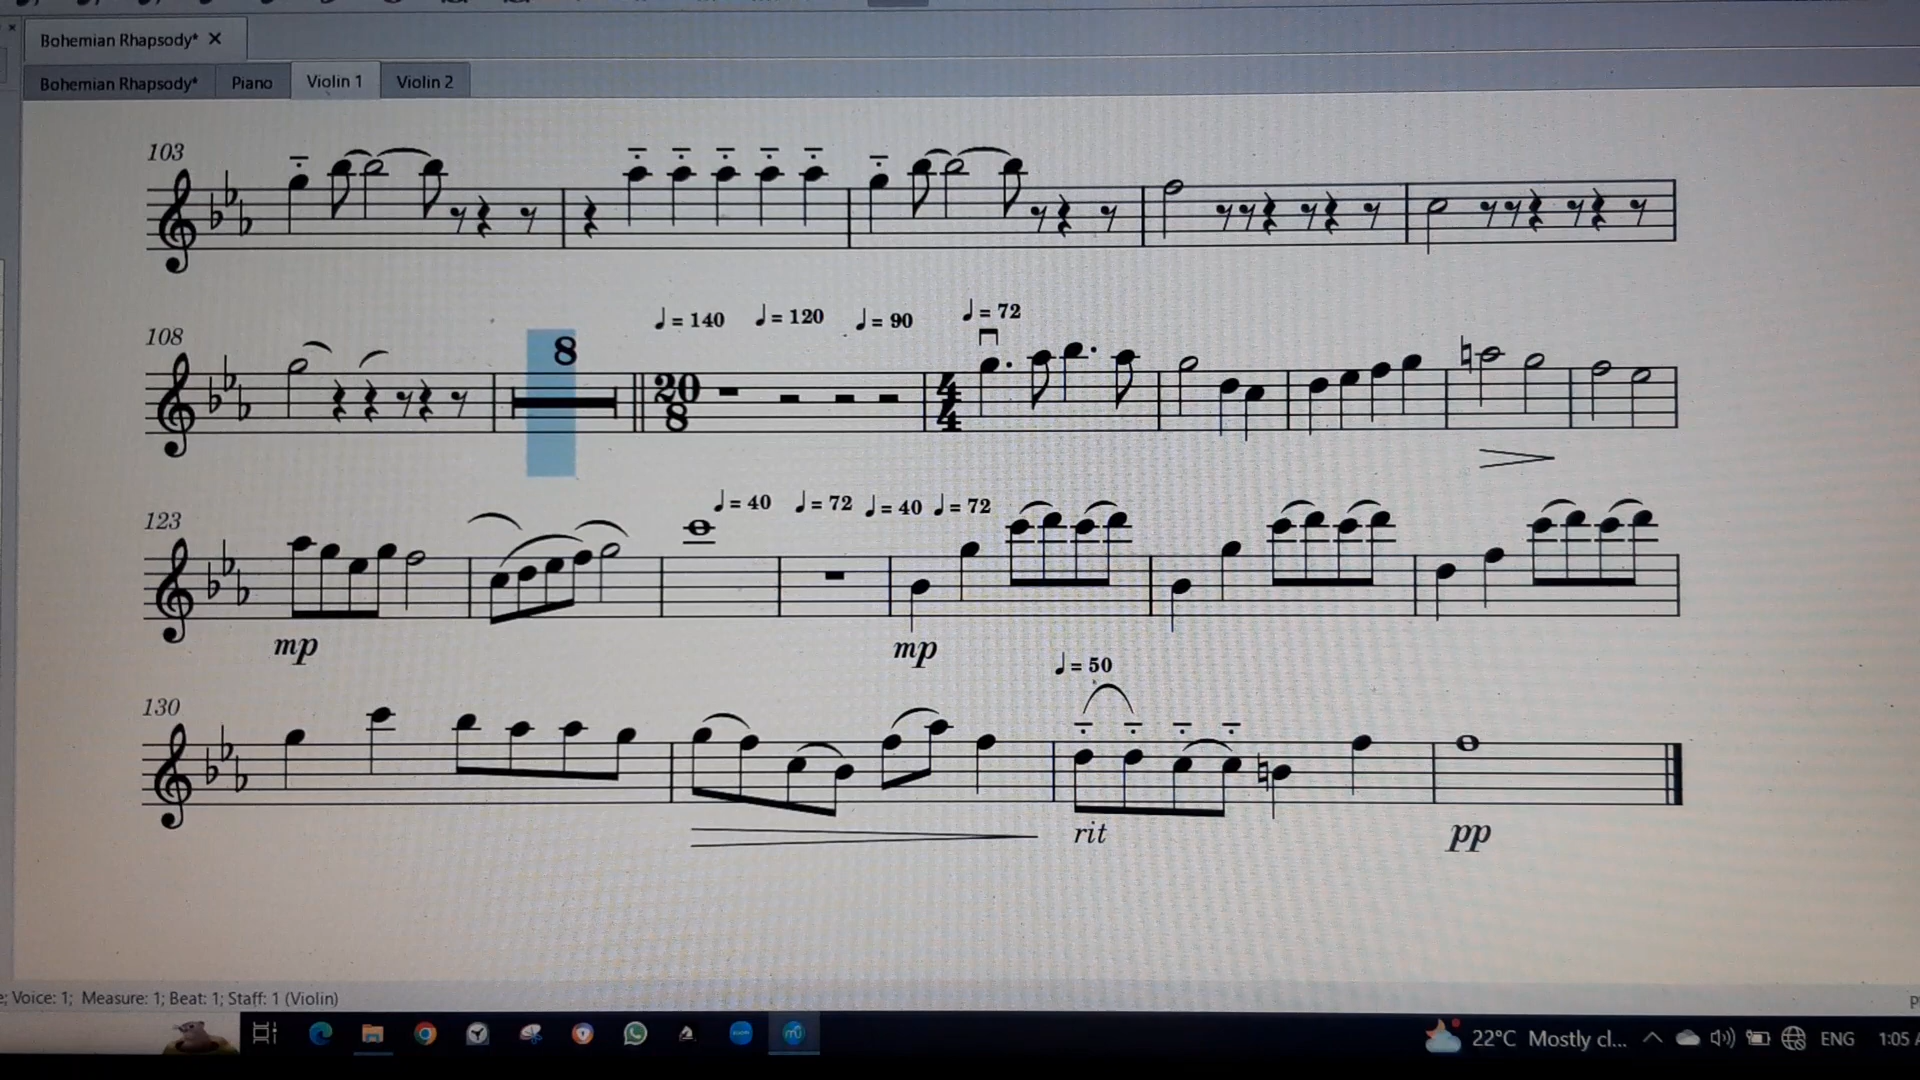 Bohemian Rhapsody*
Bohemian Rhapsody* Piano Violin 1 Violin 2
103
108
8
= 140 = 120 = 90 = 72
20
8
4
4
123
= 40 = 72 = 40 = 72
mp mp
130
= 50
rit pp
Voice: 1; Measure: 1; Beat: 1; Staff: 1 (Violin)
zoom
22°C Mostly cl... ENG 1:05